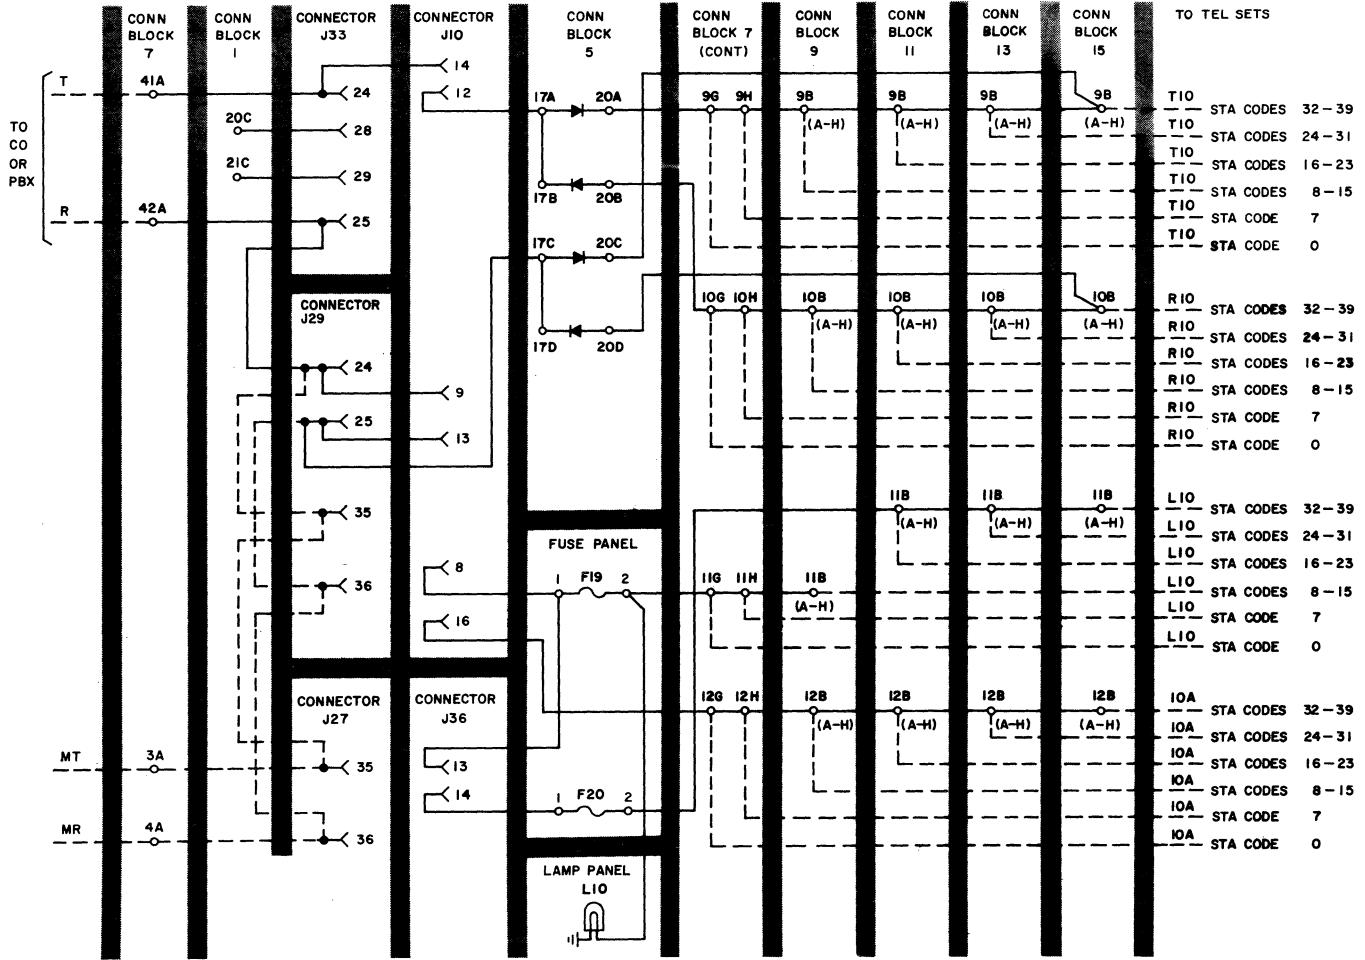 CONN BLOCK 7
CONN BLOCK 1
CONNECTOR J33
CONNECTOR J10
CONN BLOCK 5
CONN BLOCK 7 (CONT)
CONN BLOCK 9
CONN BLOCK 11
CONN BLOCK 13
CONN BLOCK 15
TO TEL SETS
TO CO OR PBX
T
41A
24
14
12
20C
28
21C
29
R
42A
25
17A
20A
17B
20B
17C
20C
17D
20D
9G
9H
9B
9B
9B
9B
(A-H)
(A-H)
(A-H)
(A-H)
T10 STA CODES 32-39
T10 STA CODES 24-31
T10 STA CODES 16-23
T10 STA CODES 8-15
T10 STA CODE 7
T10 STA CODE 0
CONNECTOR J29
24
9
25
13
35
36
10G
10H
10B
10B
10B
10B
(A-H)
(A-H)
(A-H)
(A-H)
R10 STA CODES 32-39
R10 STA CODES 24-31
R10 STA CODES 16-23
R10 STA CODES 8-15
R10 STA CODE 7
R10 STA CODE 0
FUSE PANEL
8
16
1
F19
2
11G
11H
11B
(A-H)
11B
11B
11B
(A-H)
(A-H)
(A-H)
L10 STA CODES 32-39
L10 STA CODES 24-31
L10 STA CODES 16-23
L10 STA CODES 8-15
L10 STA CODE 7
L10 STA CODE 0
CONNECTOR J27
CONNECTOR J36
MT
3A
35
13
14
MR
4A
36
1
F20
2
12G
12H
12B
12B
12B
12B
(A-H)
(A-H)
(A-H)
(A-H)
10A STA CODES 32-39
10A STA CODES 24-31
10A STA CODES 16-23
10A STA CODES 8-15
10A STA CODE 7
10A STA CODE 0
LAMP PANEL
L10